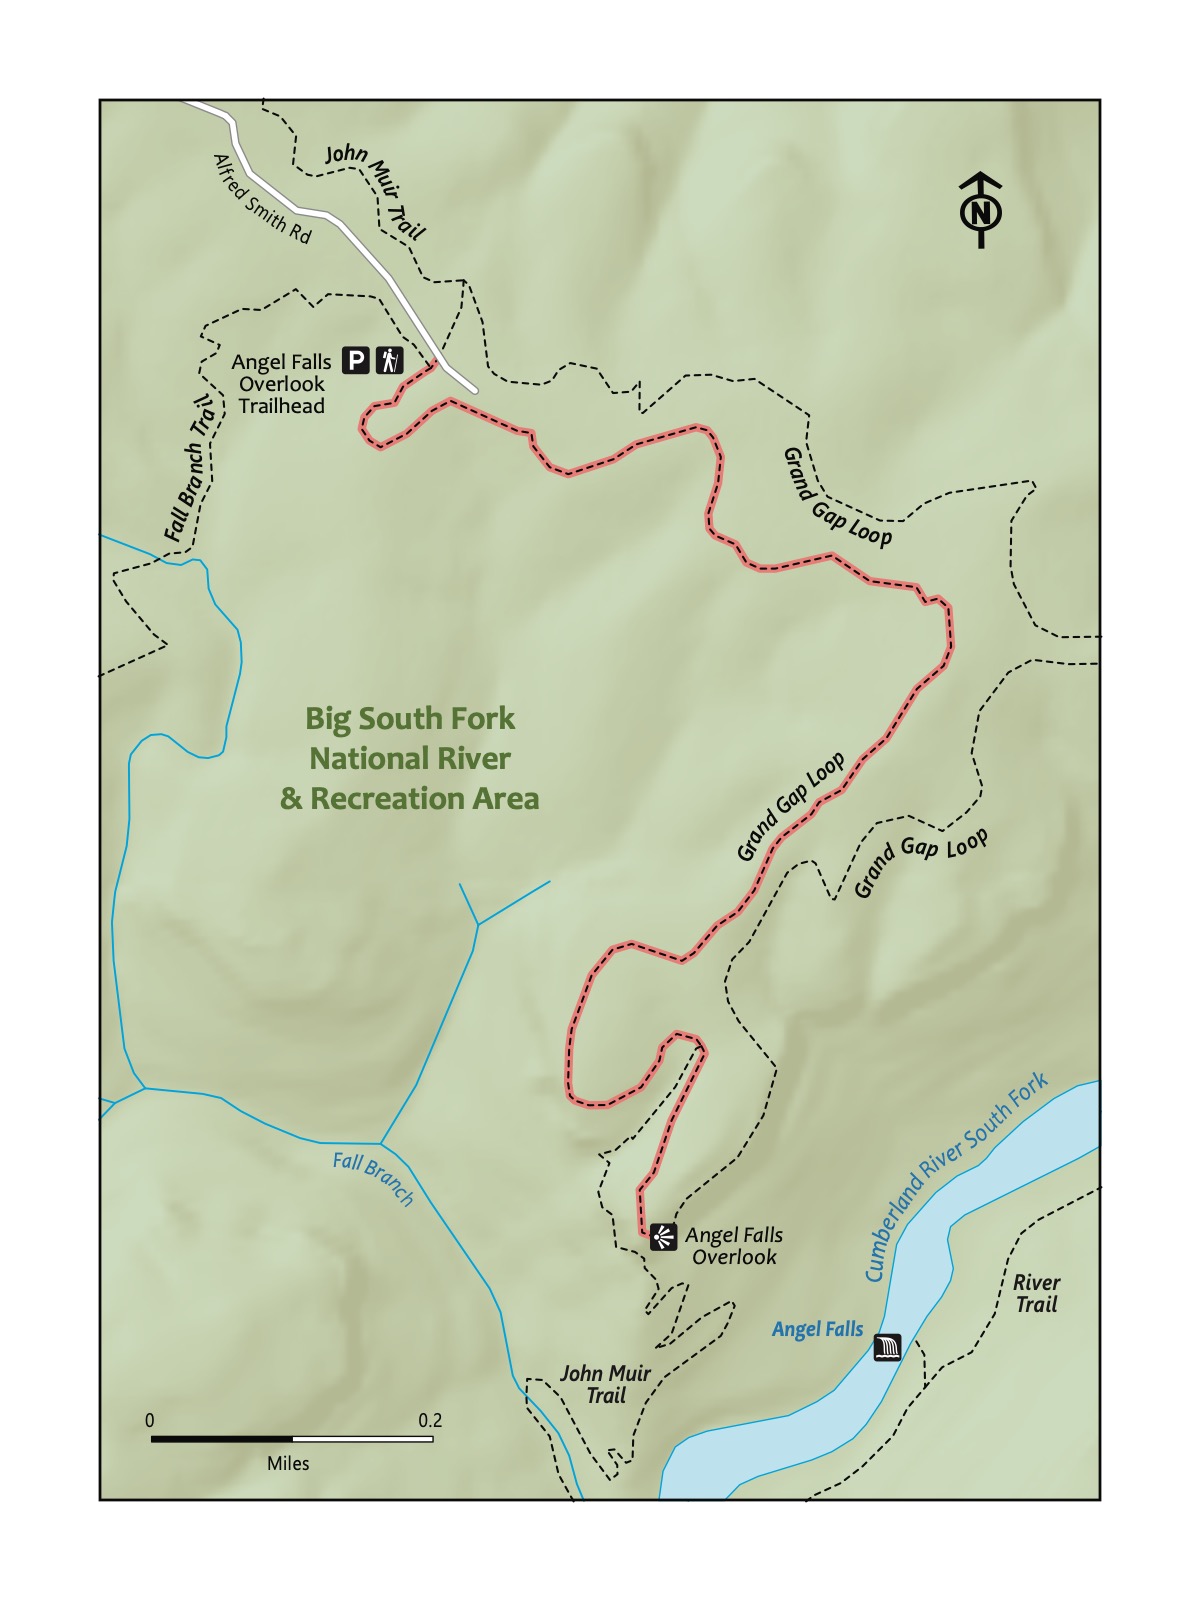 John Muir Trail
Alfred Smith Rd
N
Angel Falls
Overlook
Trailhead
P
Fall Branch Trail
Grand Gap Loop
Big South Fork
National River
& Recreation Area
Grand Gap Loop
Grand Gap Loop
Cumberland River South Fork
Fall Branch
Angel Falls
Overlook
River
Trail
Angel Falls
John Muir
Trail
0 0.2
Miles